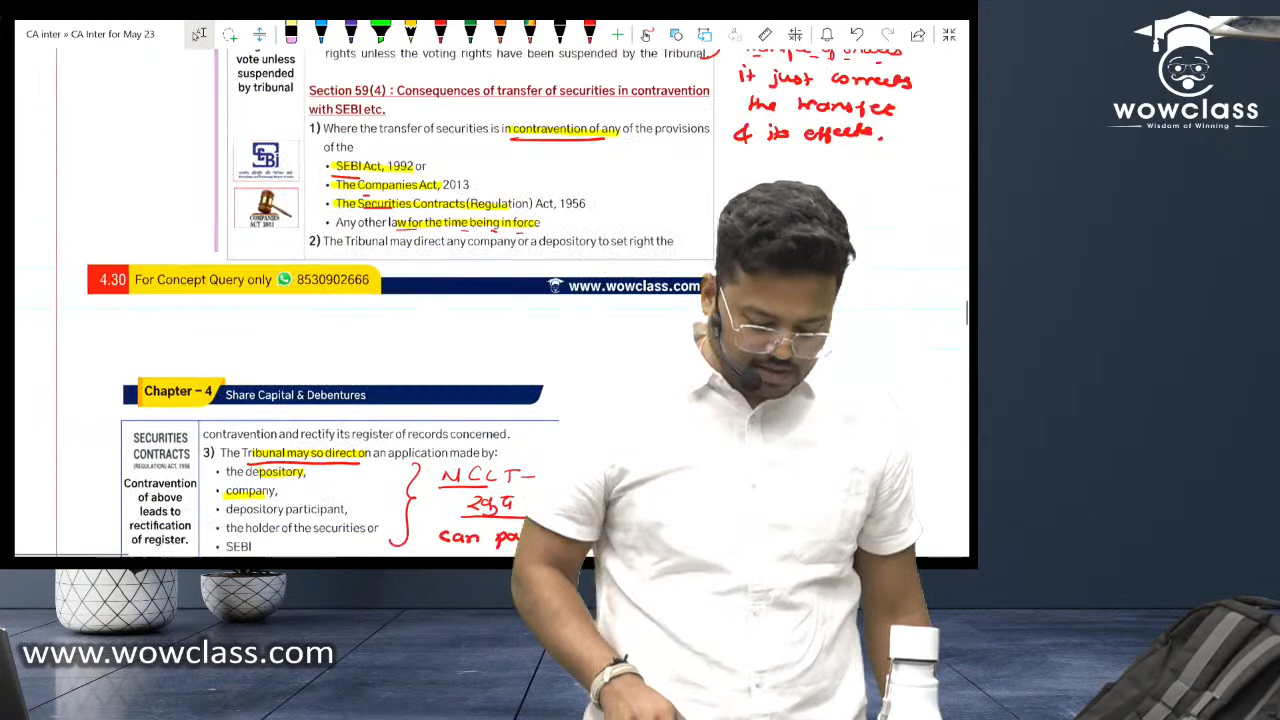 CA inter » CA Inter for May 23
vote unless
suspended
by tribunal
rights unless the voting rights have been suspended by the Tribunal.
Section 59(4) : Consequences of transfer of securities in contravention
with SEBI etc.
1) Where the transfer of securities is in contravention of any of the provisions
of the
• SEBI Act, 1992 or
• The Companies Act, 2013
• The Securities Contracts (Regulation) Act, 1956
• Any other law for the time being in force
2) The Tribunal may direct any company or a depository to set right the
COMPANIES
ACT 2013
it just corrects
the transfer
& its effects.
wowclass
Wisdom of Winning
4.30 For Concept Query only 8530902666
www.wowclass.com
Chapter – 4 Share Capital & Debentures
SECURITIES
CONTRACTS
(REGULATION) ACT, 1956
Contravention
of above
leads to
rectification
of register.
contravention and rectify its register of records concerned.
3) The Tribunal may so direct on an application made by:
• the depository,
• company,
• depository participant,
• the holder of the securities or
• SEBI
NCLT –
can
www.wowclass.com